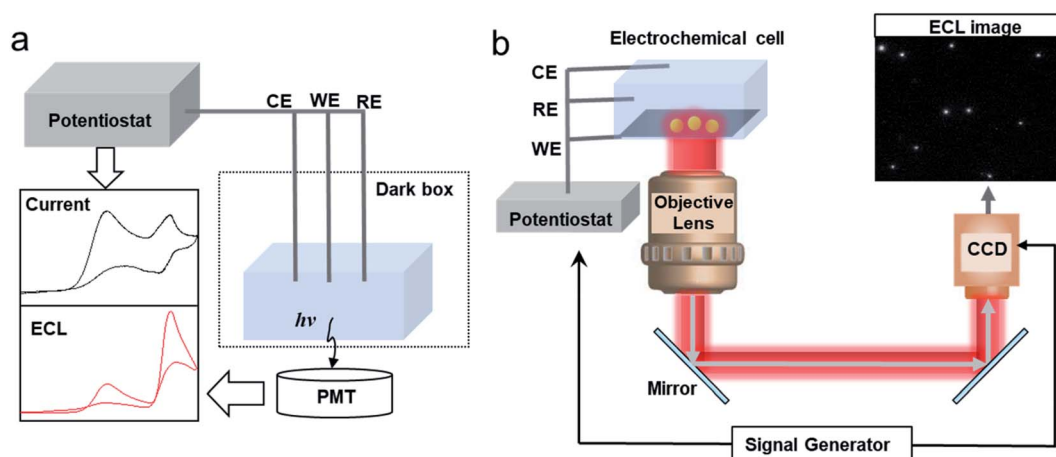 a
Potentiostat
CE WE RE
Dark box
Current
ECL
hv
PMT
b
Electrochemical cell
CE
RE
WE
Potentiostat
Objective
Lens
Mirror
Signal Generator
ECL image
CCD